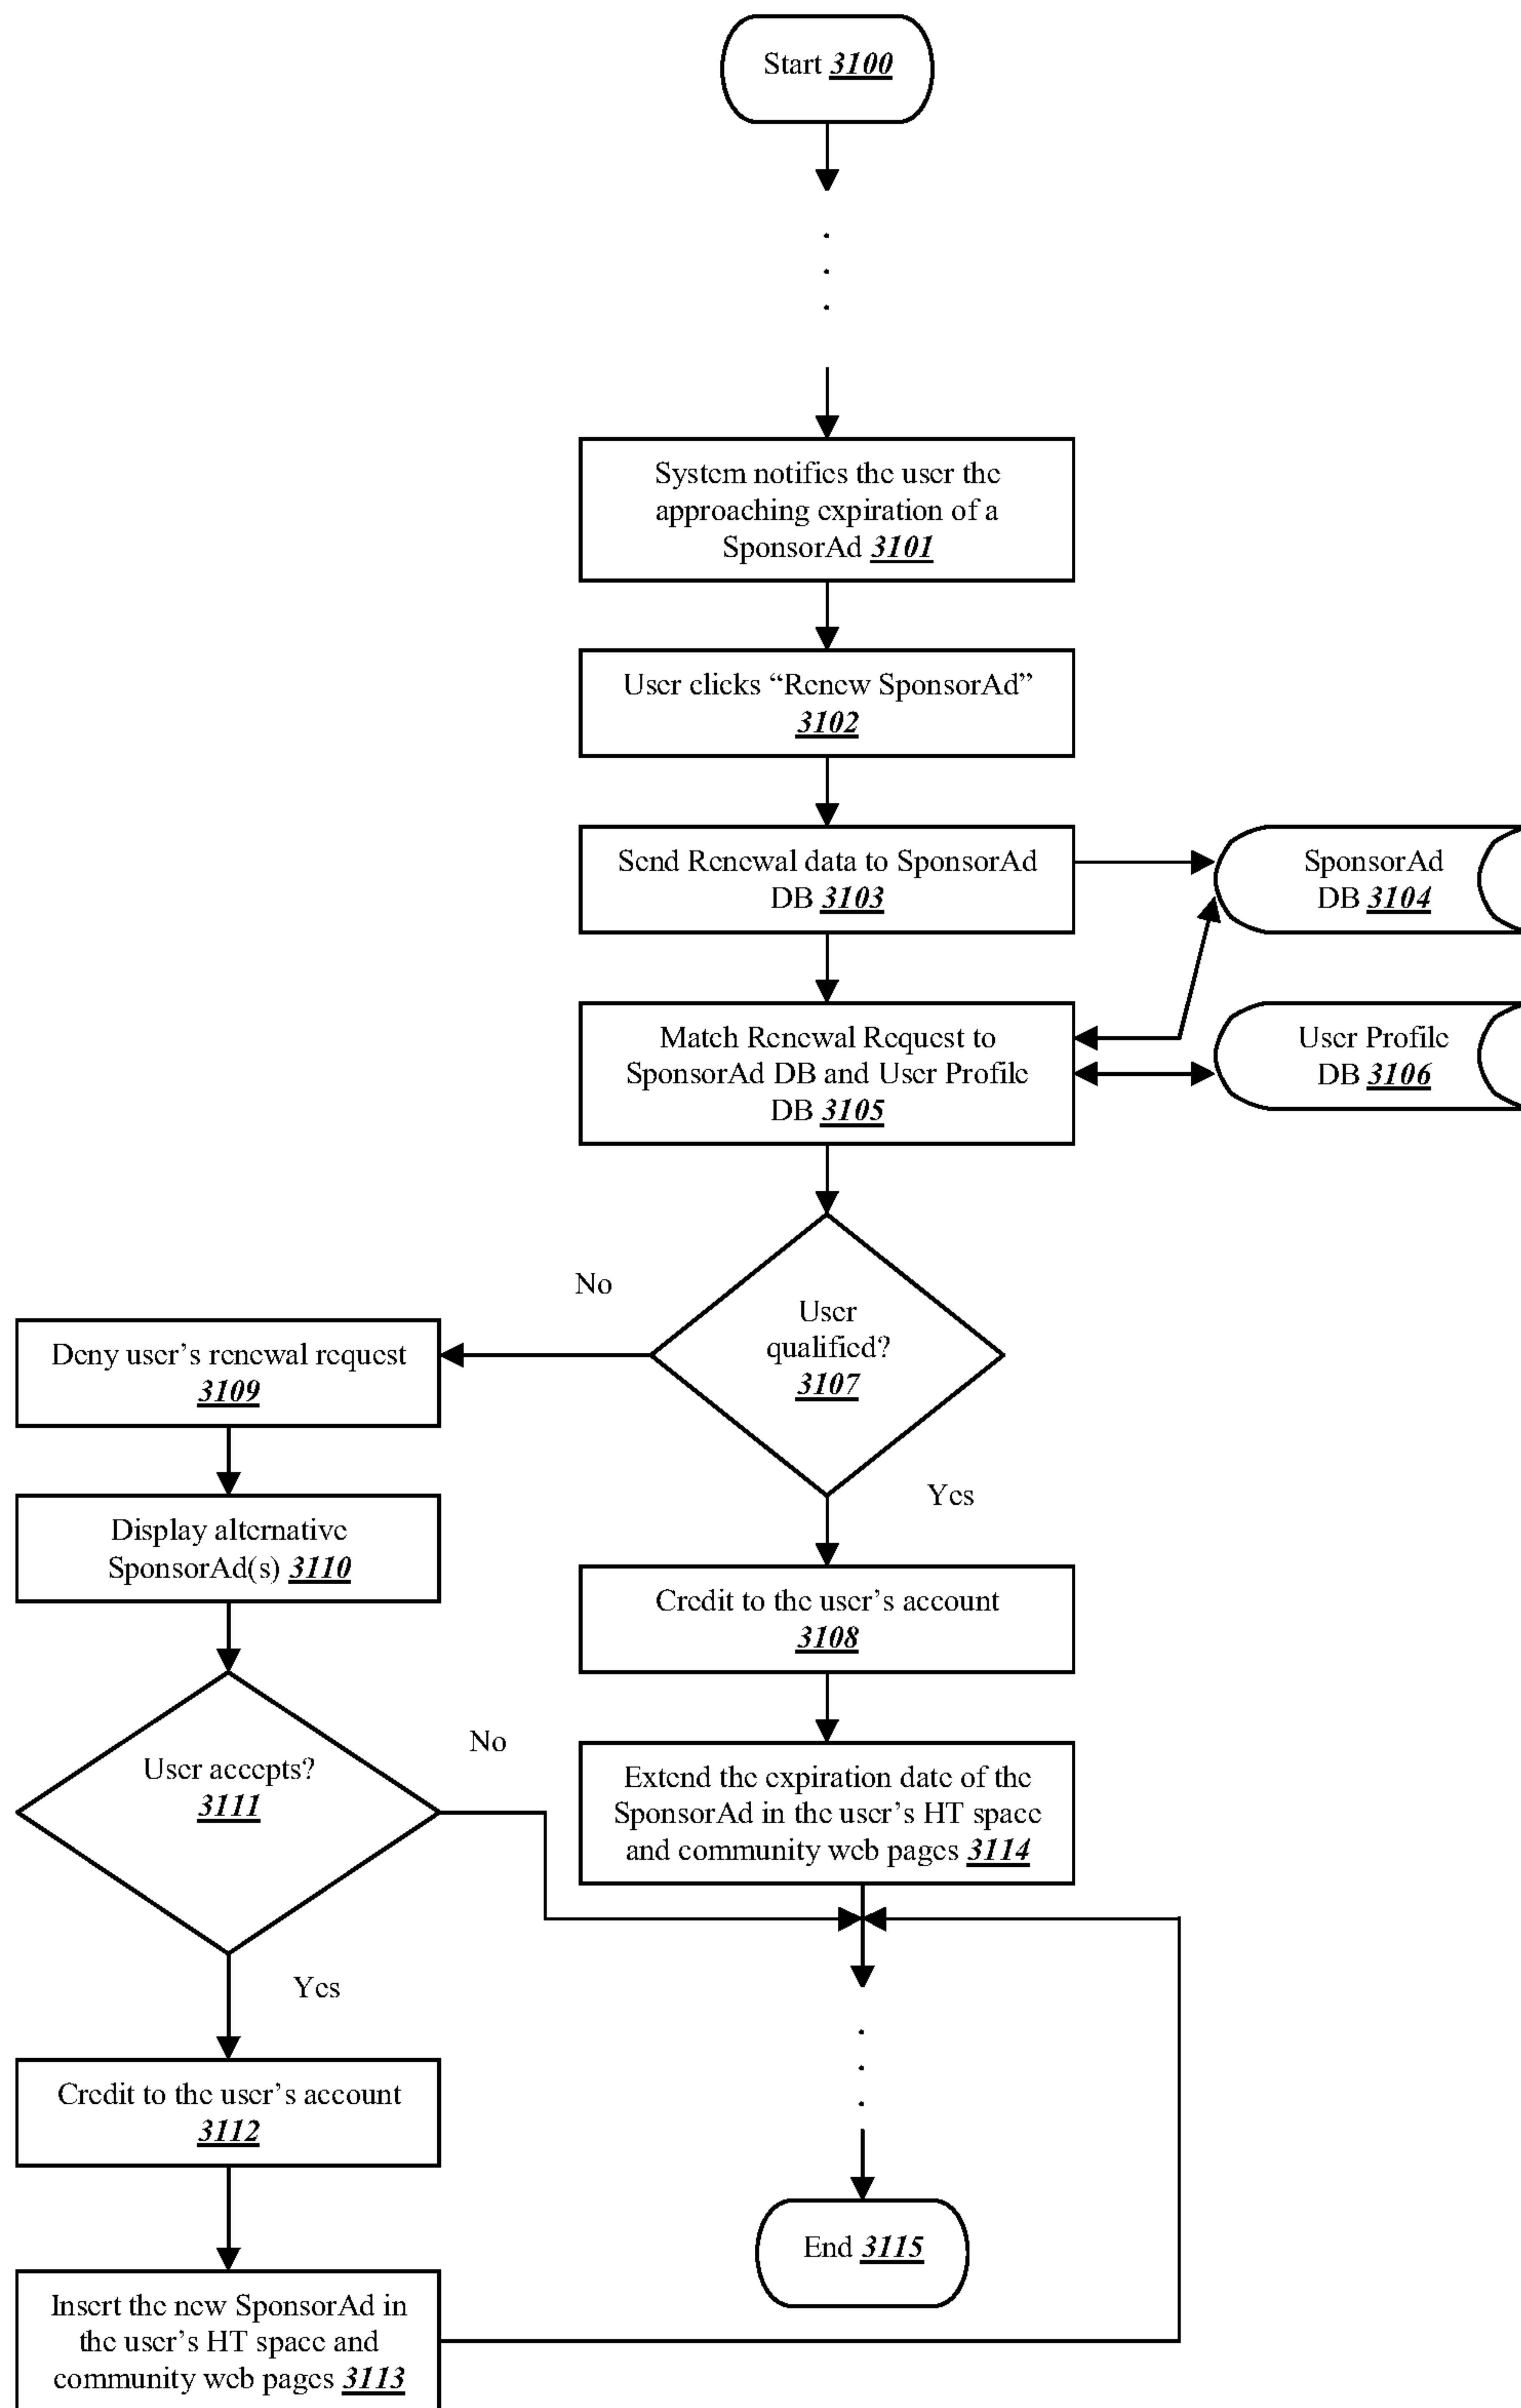 Start 3100
System notifies the user the
approaching expiration of a
SponsorAd 3101
User clicks “Renew SponsorAd”
3102
Send Renewal data to SponsorAd
DB 3103
SponsorAd
DB 3104
Match Renewal Request to
SponsorAd DB and User Profile
DB 3105
User Profile
DB 3106
No
User
qualified?
3107
Deny user’s renewal request
3109
Yes
Display alternative
SponsorAd(s) 3110
Credit to the user’s account
3108
No
User accepts?
3111
Extend the expiration date of the
SponsorAd in the user’s HT space
and community web pages 3114
Yes
Credit to the user’s account
3112
End 3115
Insert the new SponsorAd in
the user’s HT space and
community web pages 3113